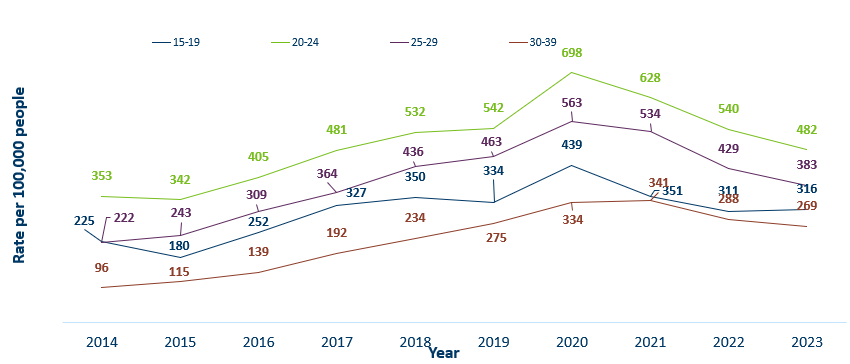 15-19 20-24 25-29 30-39
Rate per 100,000 people
353 342 405 481 532 542 698 628 540 482
222 243 309 364 436 463 563 534 429 383
225 180 252 327 350 334 439 351 311 316
96 115 139 192 234 275 334 341 288 269
2014 2015 2016 2017 2018 2019 2020 2021 2022 2023
Year